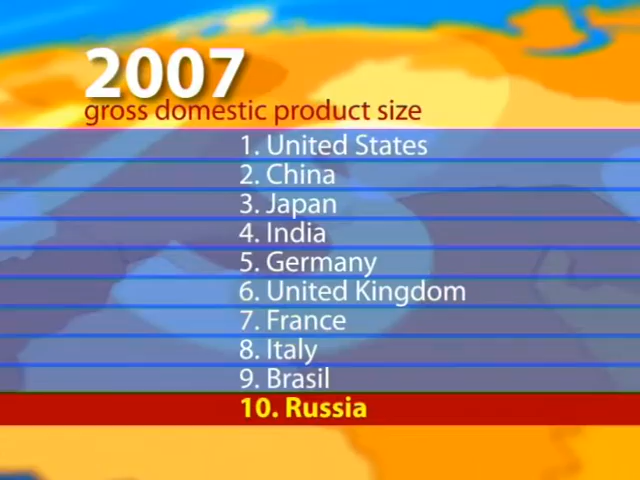 2007
gross domestic product size
1. United States
2. China
3. Japan
4. India
5. Germany
6. United Kingdom
7. France
8. Italy
9. Brasil
10. Russia